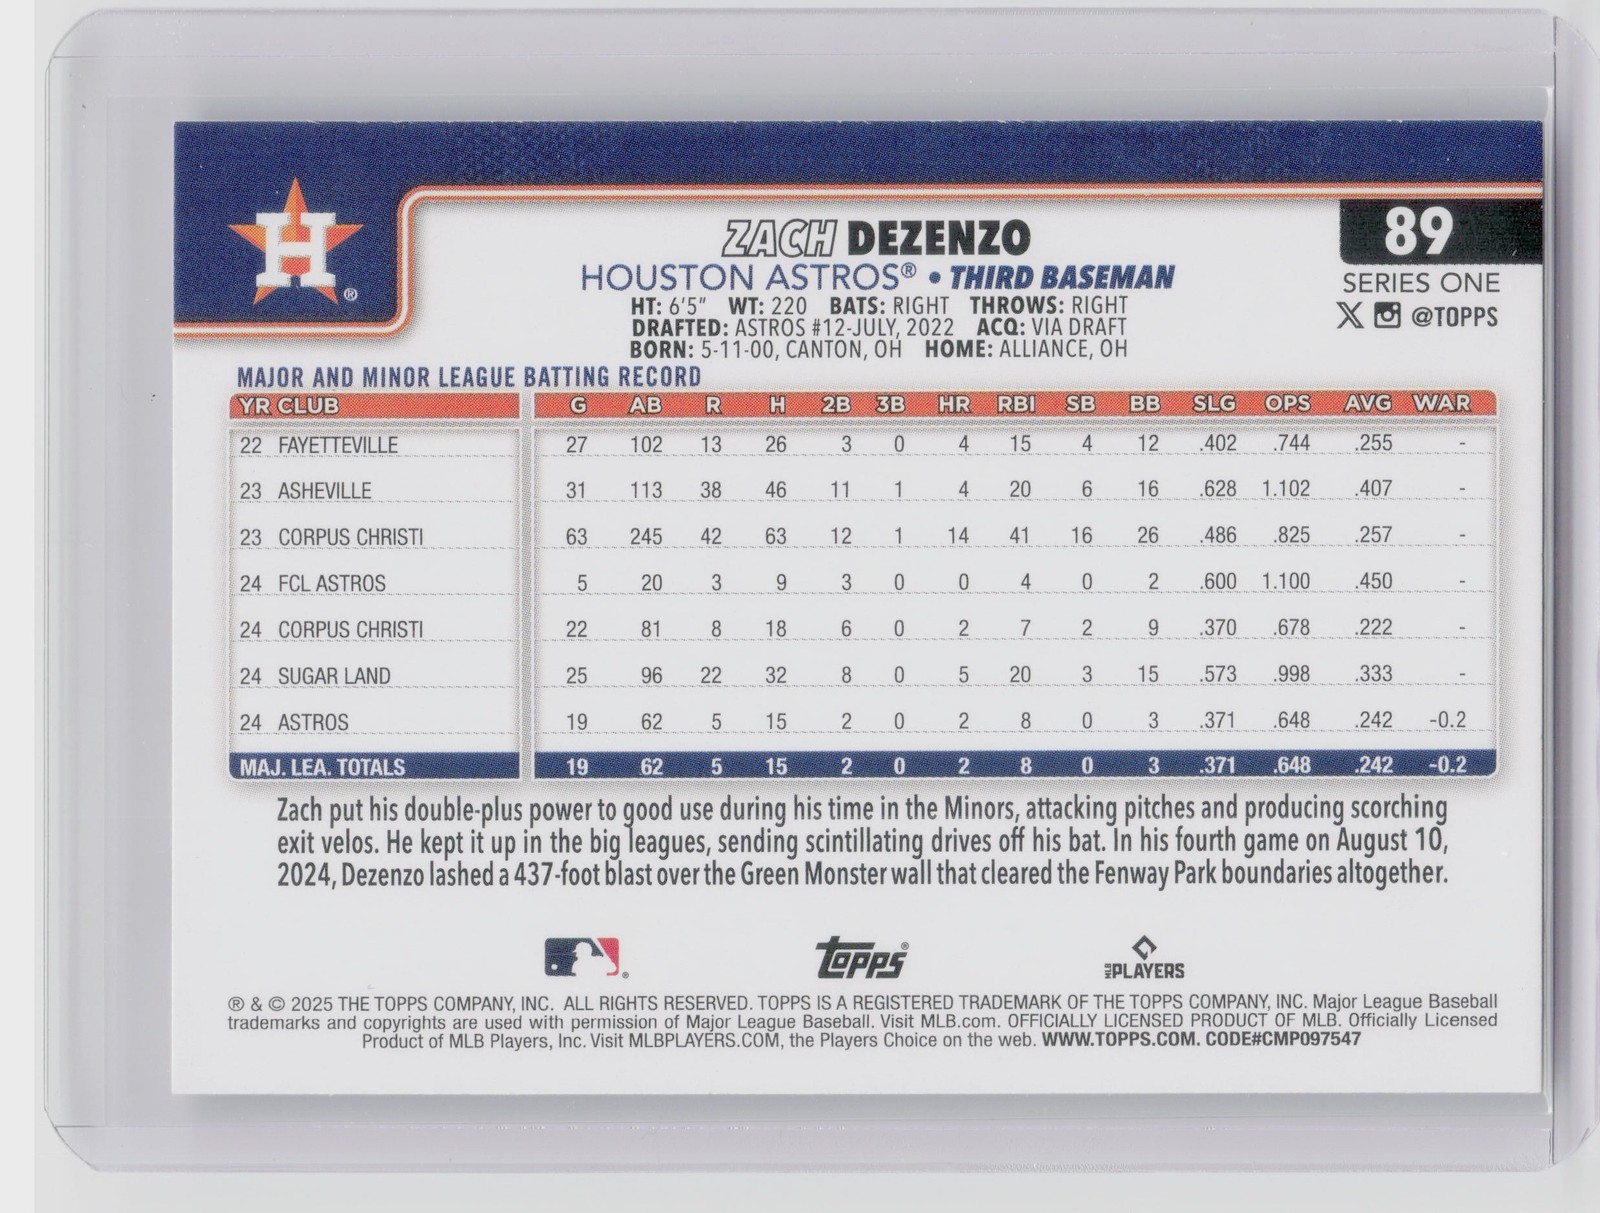 H ®
ZACH DEZENZO
HOUSTON ASTROS® • THIRD BASEMAN
HT: 6'5" WT: 220 BATS: RIGHT THROWS: RIGHT
DRAFTED: ASTROS #12-JULY, 2022 ACQ: VIA DRAFT
BORN: 5-11-00, CANTON, OH HOME: ALLIANCE, OH
89
SERIES ONE
X @TOPPS
MAJOR AND MINOR LEAGUE BATTING RECORD
YR CLUB G AB R H 2B 3B HR RBI SB BB SLG OPS AVG WAR
22 FAYETTEVILLE 27 102 13 26 3 0 4 15 4 12 .402 .744 .255 -
23 ASHEVILLE 31 113 38 46 11 1 4 20 6 16 .628 1.102 .407 -
23 CORPUS CHRISTI 63 245 42 63 12 1 14 41 16 26 .486 .825 .257 -
24 FCL ASTROS 5 20 3 9 3 0 0 4 0 2 .600 1.100 .450 -
24 CORPUS CHRISTI 22 81 8 18 6 0 2 7 2 9 .370 .678 .222 -
24 SUGAR LAND 25 96 22 32 8 0 5 20 3 15 .573 .998 .333 -
24 ASTROS 19 62 5 15 2 0 2 8 0 3 .371 .648 .242 -0.2
MAJ. LEA. TOTALS 19 62 5 15 2 0 2 8 0 3 .371 .648 .242 -0.2
Zach put his double-plus power to good use during his time in the Minors, attacking pitches and producing scorching
exit velos. He kept it up in the big leagues, sending scintillating drives off his bat. In his fourth game on August 10,
2024, Dezenzo lashed a 437-foot blast over the Green Monster wall that cleared the Fenway Park boundaries altogether.
® Topps® MLB PLAYERS
® & © 2025 THE TOPPS COMPANY, INC. ALL RIGHTS RESERVED. TOPPS IS A REGISTERED TRADEMARK OF THE TOPPS COMPANY, INC. Major League Baseball
trademarks and copyrights are used with permission of Major League Baseball. Visit MLB.com. OFFICIALLY LICENSED PRODUCT OF MLB. Officially Licensed
Product of MLB Players, Inc. Visit MLBPLAYERS.COM, the Players Choice on the web. WWW.TOPPS.COM. CODE#CMP097547